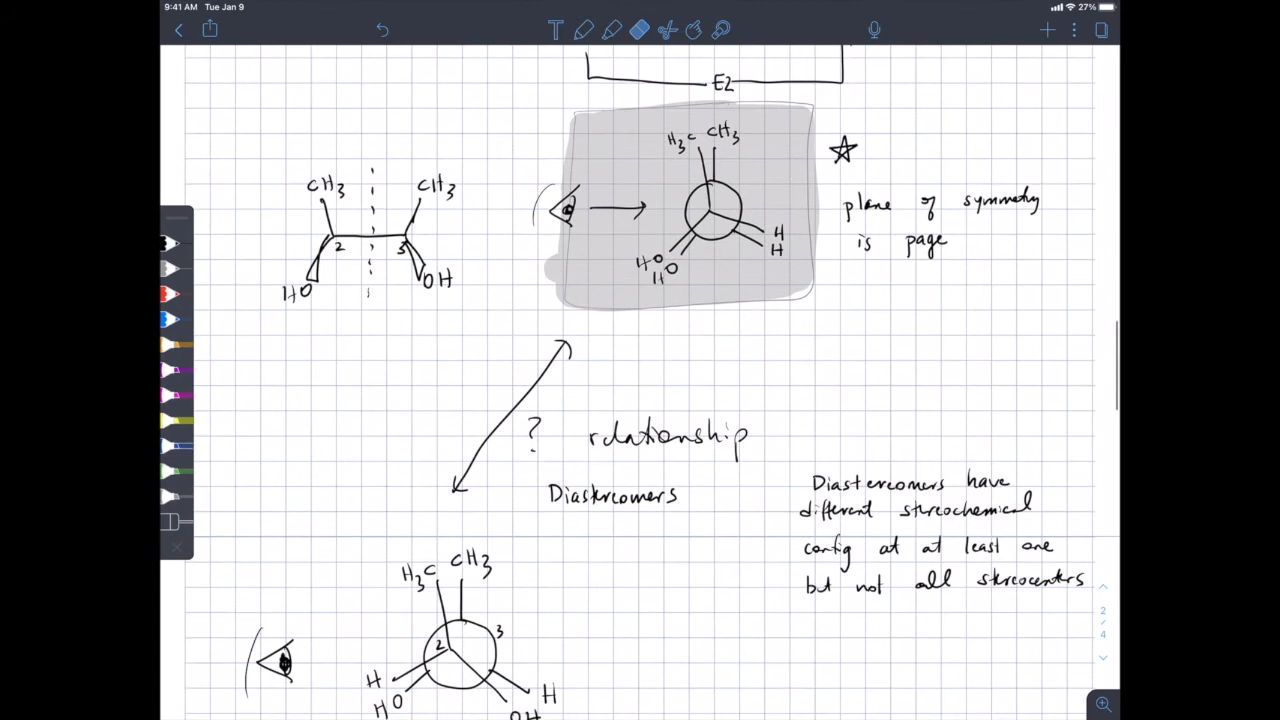 9:41 AM Tue Jan 9
27%
E2
H3C CH3
CH3 CH3
2 3
HO OH
HO
HO
H
H
plane of symmetry
is page
?
relationship
Diastereomers
Diastereomers have
different stereochemical
config at at least one
but not all stereocenters
2
/
4
H3C CH3
2 3
H
HO
H
OH